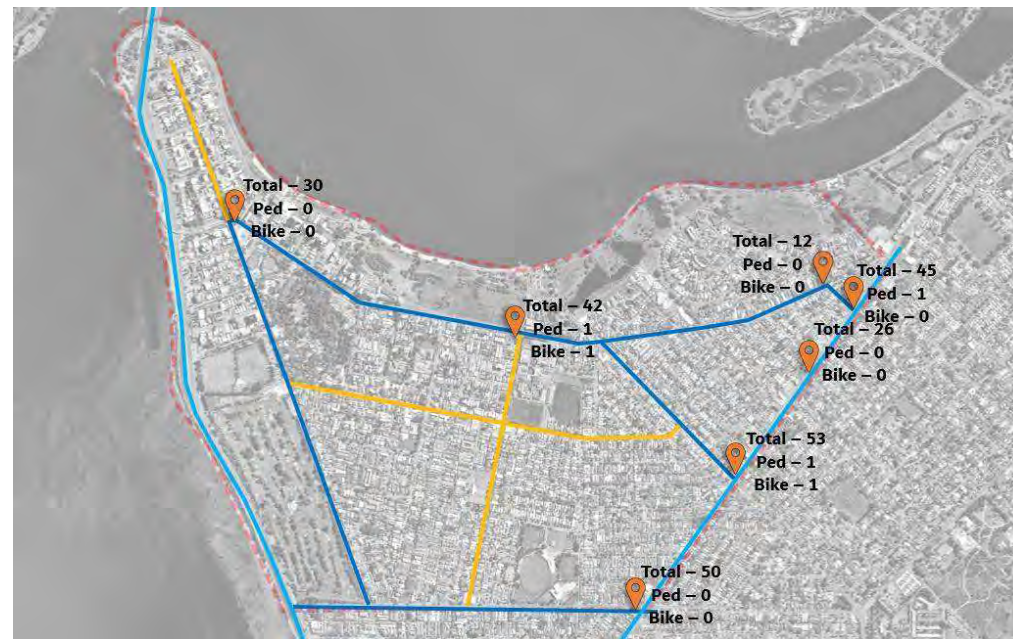 Total – 30
Ped – 0
Bike – 0
Total – 12
Ped – 0
Bike – 0
Total – 45
Ped – 1
Bike – 0
Total – 42
Ped – 1
Bike – 1
Total – 26
Ped – 0
Bike – 0
Total – 53
Ped – 1
Bike – 1
Total – 50
Ped – 0
Bike – 0